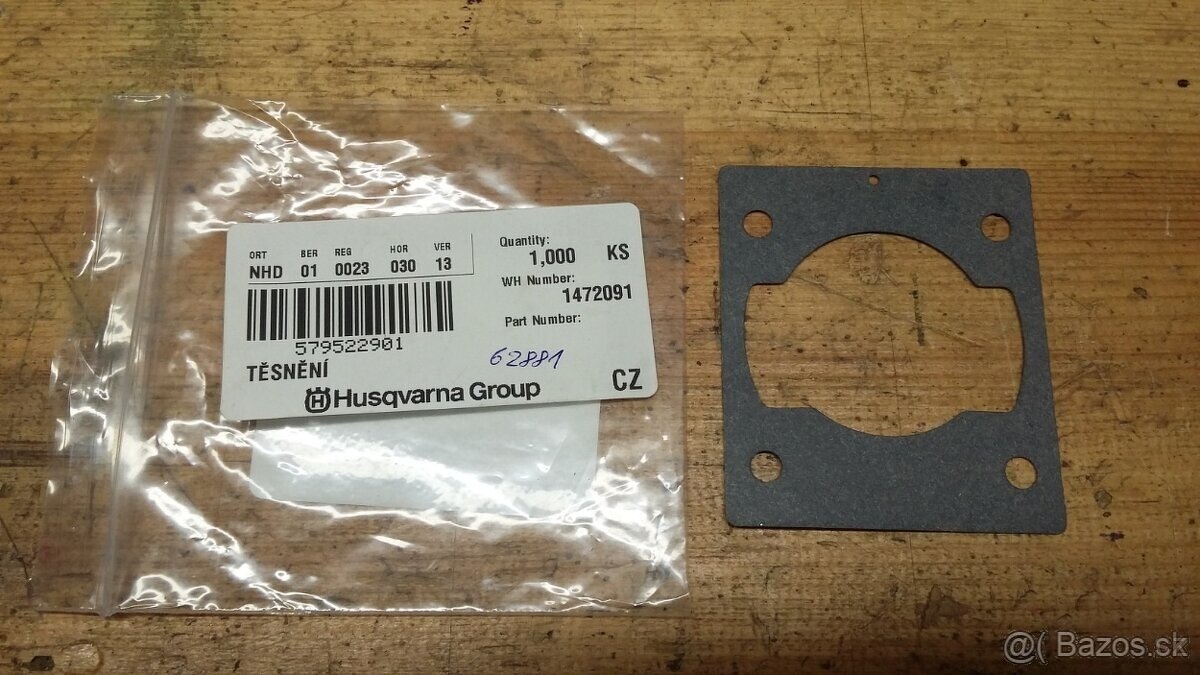 ORT BER REG HOR VER
NHD 01 0023 030 13
579522901
TĚSNĚNÍ
Quantity:
1,000 KS
WH Number:
1472091
Part Number:
62881
Husqvarna Group CZ
@( Bazos.sk